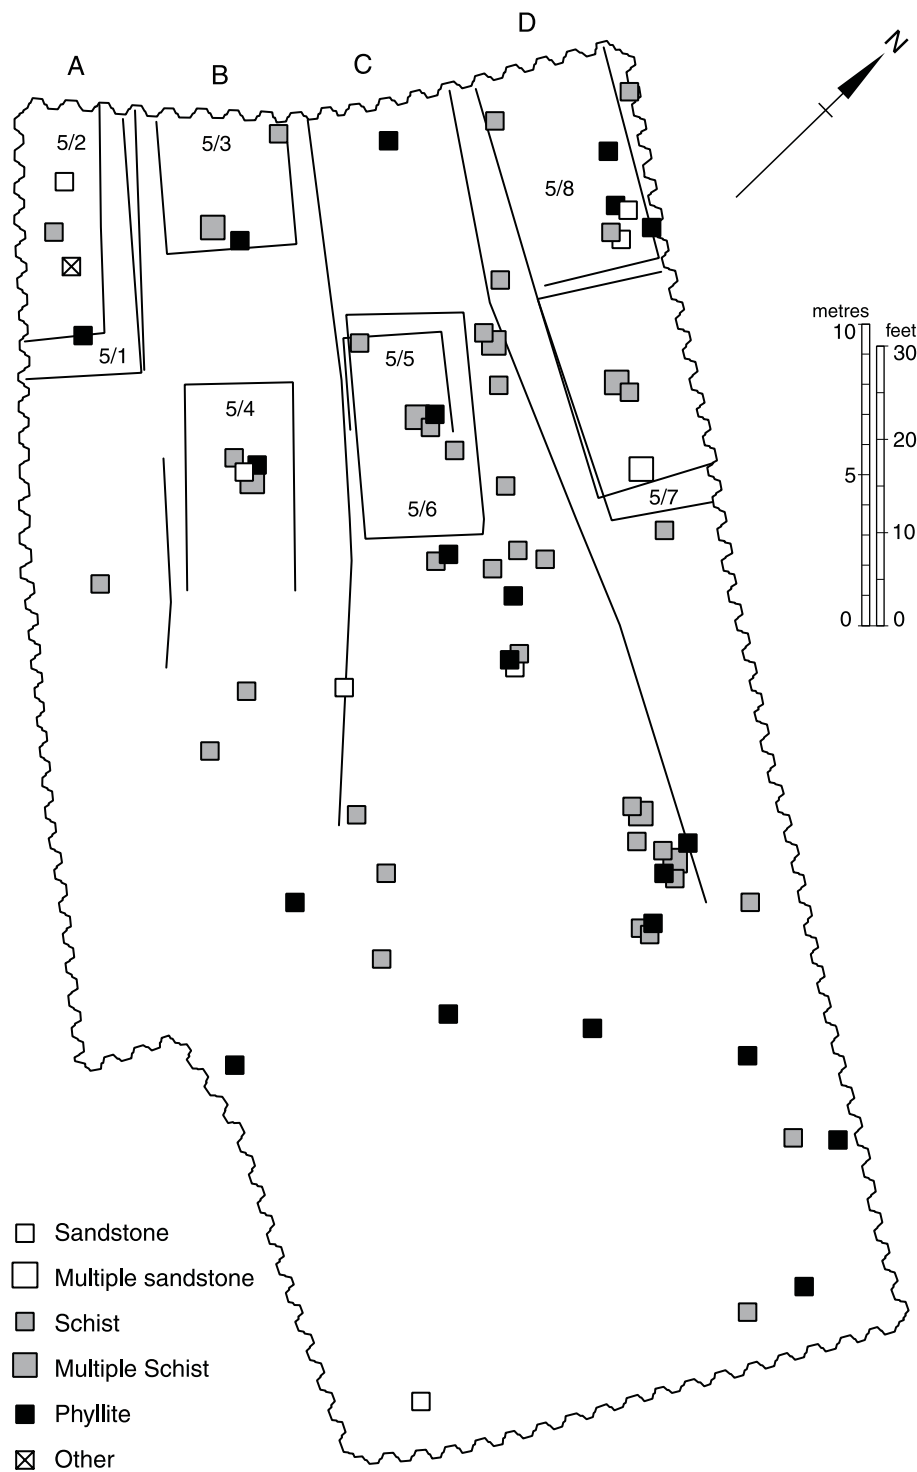 A
B
C
D
N
5/2
5/3
5/8
5/1
5/5
5/4
5/6
5/7
metres
feet
10
30
20
5
10
0
0
Sandstone
Multiple sandstone
Schist
Multiple Schist
Phyllite
Other